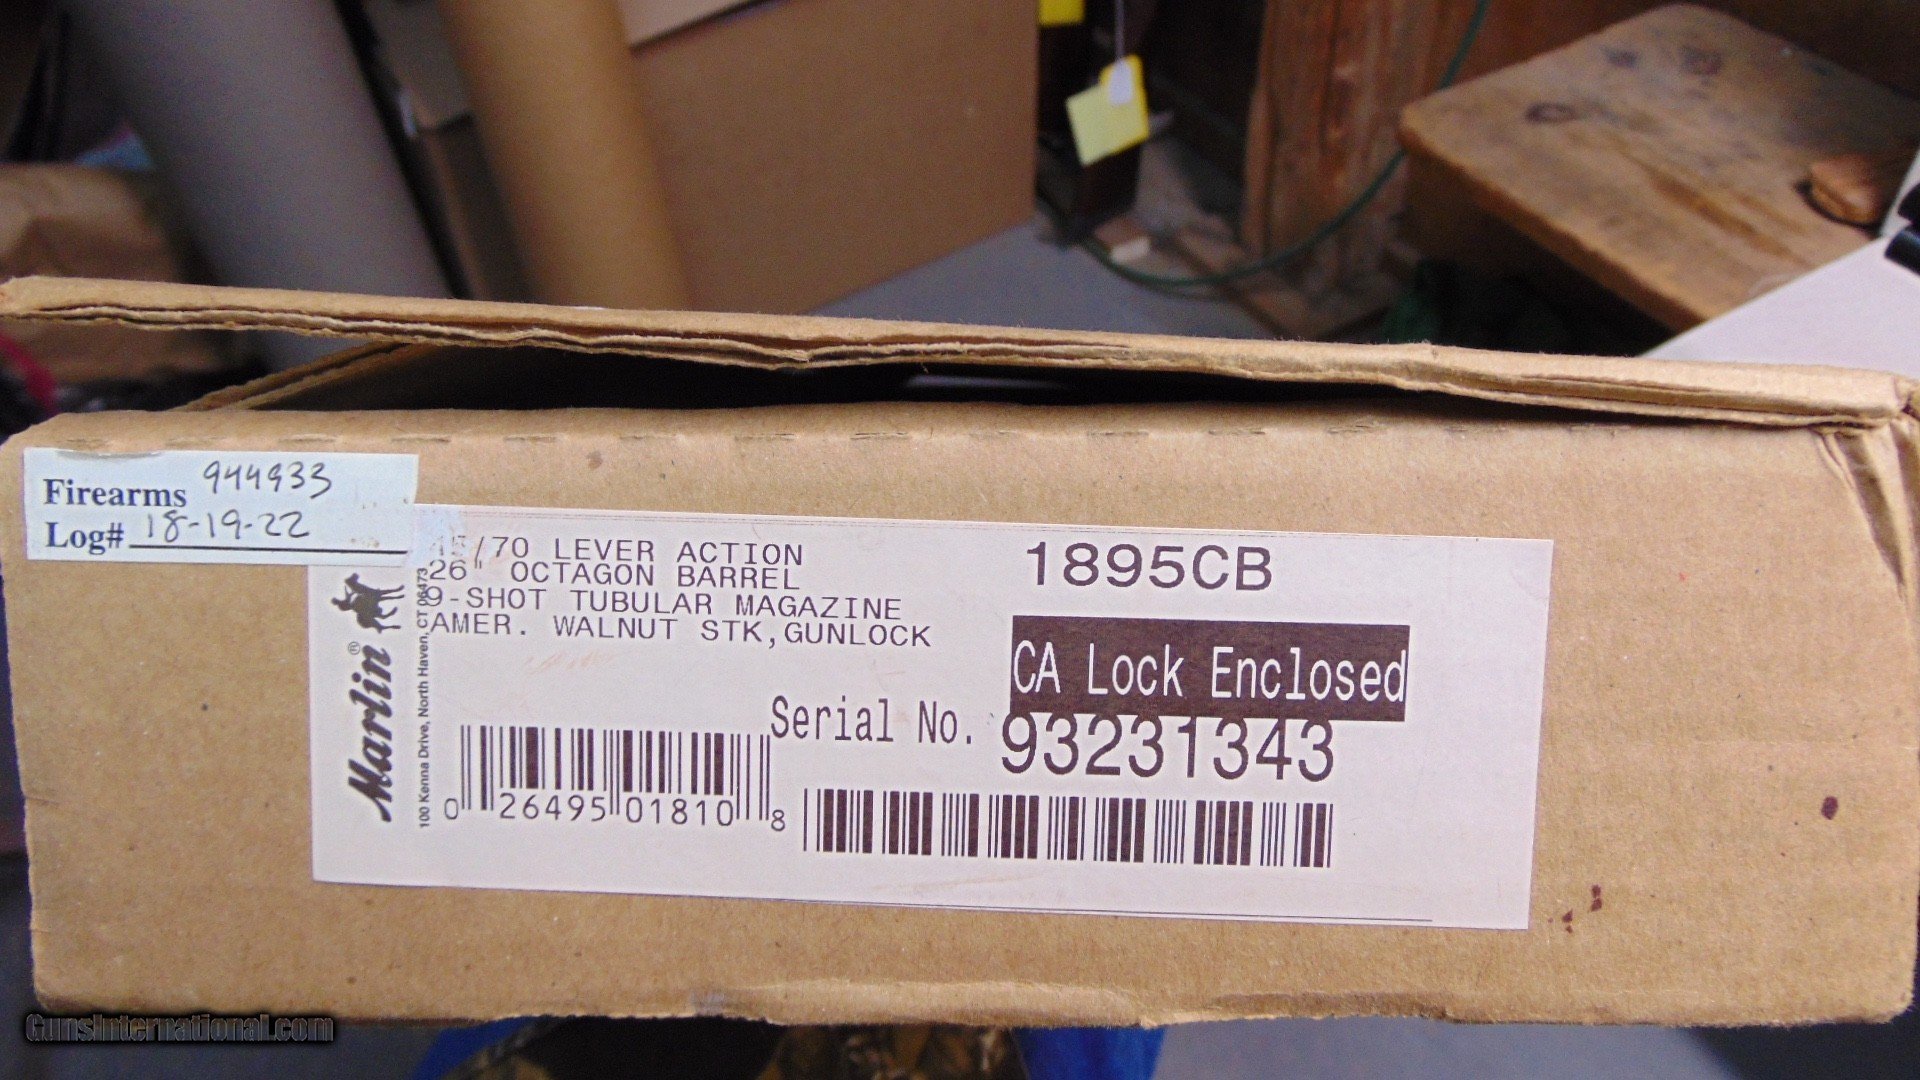 Firearms 944933
Log# 18-19-22
45/70 LEVER ACTION
26" OCTAGON BARREL
9-SHOT TUBULAR MAGAZINE
AMER. WALNUT STK,GUNLOCK
1895CB
CA Lock Enclosed
Serial No. 93231343
Marlin®
100 Kenna Drive, North Haven, CT 06473
0 26495 01810 8
GunsInternational.com